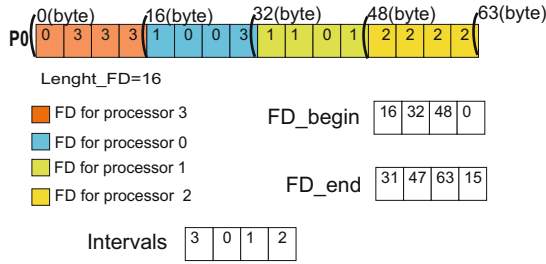 0(byte) 16(byte) 32(byte) 48(byte) 63(byte)
P0 0 3 3 3 1 0 0 3 1 1 0 1 2 2 2 2
Lenght_FD=16
FD for processor 3
FD for processor 0
FD for processor 1
FD for processor 2
FD_begin 16 32 48 0
FD_end 31 47 63 15
Intervals 3 0 1 2